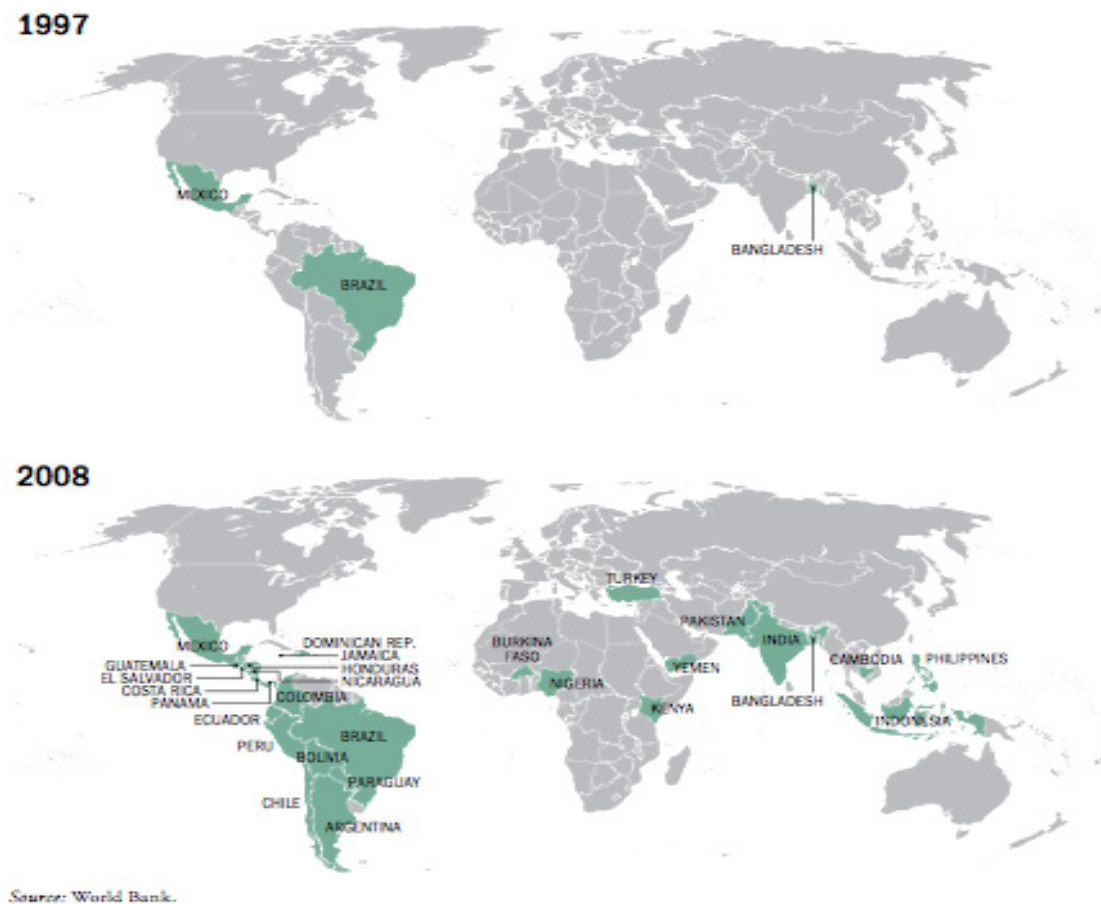 1997
MEXICO
BRAZIL
BANGLADESH
2008
TURKEY
MEXICO
DOMINICAN REP.
JAMAICA
GUATEMALA
HONDURAS
EL SALVADOR
NICARAGUA
COSTA RICA
PANAMA
COLOMBIA
ECUADOR
PERU
BRAZIL
BOLIVIA
PARAGUAY
CHILE
ARGENTINA
BURKINA
FASO
NIGERIA
KENYA
YEMEN
PAKISTAN
INDIA
BANGLADESH
CAMBODIA
PHILIPPINES
INDONESIA
Source: World Bank.